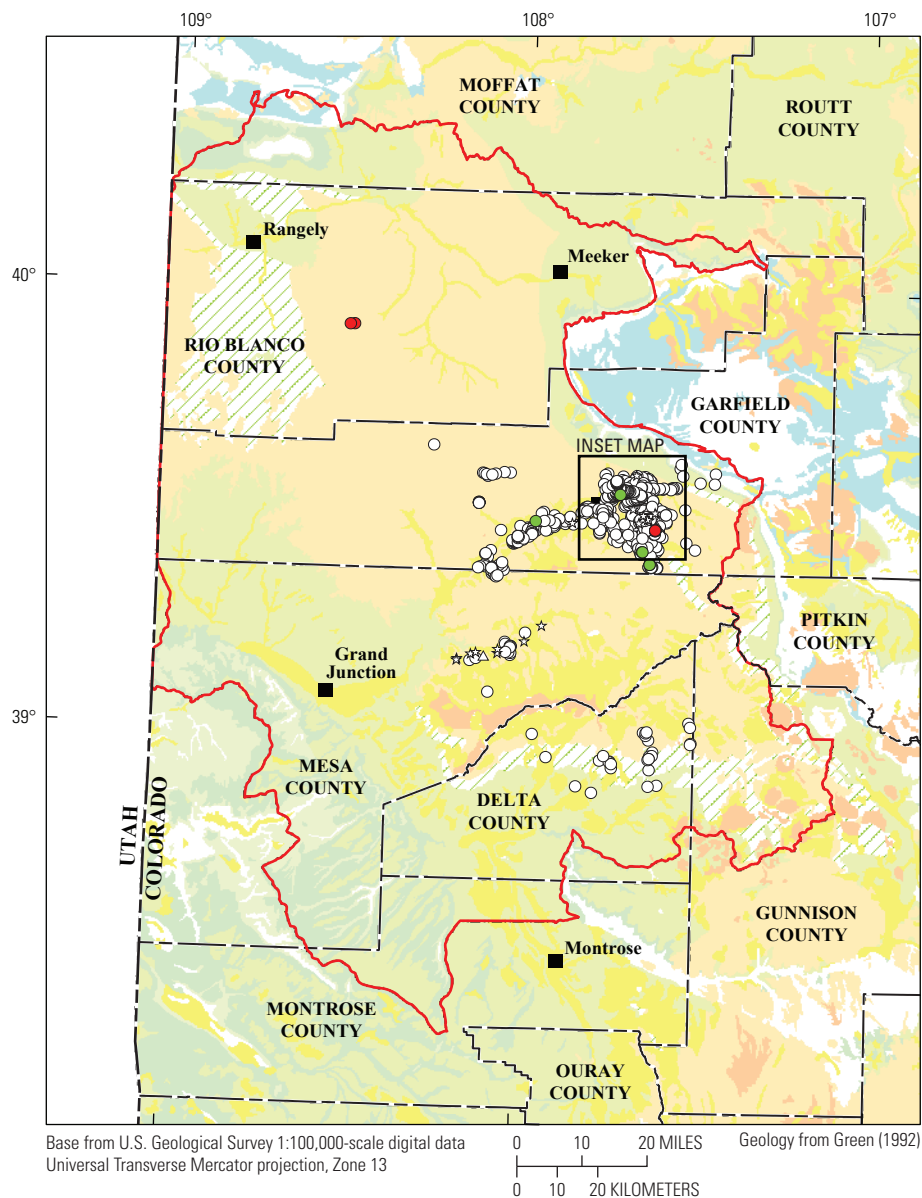 109°
108°
107°
MOFFAT
COUNTY
ROUTT
COUNTY
Rangely
Meeker
40°
RIO BLANCO
COUNTY
GARFIELD
COUNTY
INSET MAP
PITKIN
COUNTY
Grand
Junction
39°
MESA
COUNTY
DELTA
COUNTY
UTAH
COLORADO
GUNNISON
COUNTY
Montrose
MONTROSE
COUNTY
OURAY
COUNTY
Base from U.S. Geological Survey 1:100,000-scale digital data
Universal Transverse Mercator projection, Zone 13
0 10 20 MILES
0 10 20 KILOMETERS
Geology from Green (1992)